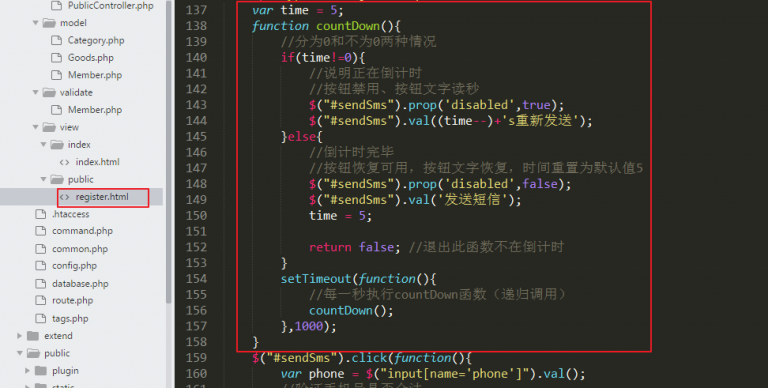 PublicController.php
model
Category.php
Goods.php
Member.php
validate
Member.php
view
index
<> index.html
public
<> register.html
.htaccess
command.php
common.php
config.php
database.php
route.php
tags.php
extend
public
plugin
static
137 var time = 5;
138 function countDown(){
139 //分为0和不为0两种情况
140 if(time!=0){
141 //说明正在倒计时
142 //按钮禁用、按钮文字读秒
143 $("#sendSms").prop('disabled',true);
144 $("#sendSms").val((time--)+'s重新发送');
145 }else{
146 //倒计时完毕
147 //按钮恢复可用，按钮文字恢复，时间重置为默认值5
148 $("#sendSms").prop('disabled',false);
149 $("#sendSms").val('发送短信');
150 time = 5;
151
152 return false; //退出此函数不在倒计时
153 }
154 setTimeout(function(){
155 //每一秒执行countDown函数（递归调用）
156 countDown();
157 },1000);
158 }
159 $("#sendSms").click(function(){
160 var phone = $("input[name='phone']").val();
161 //验证手机号是否合法